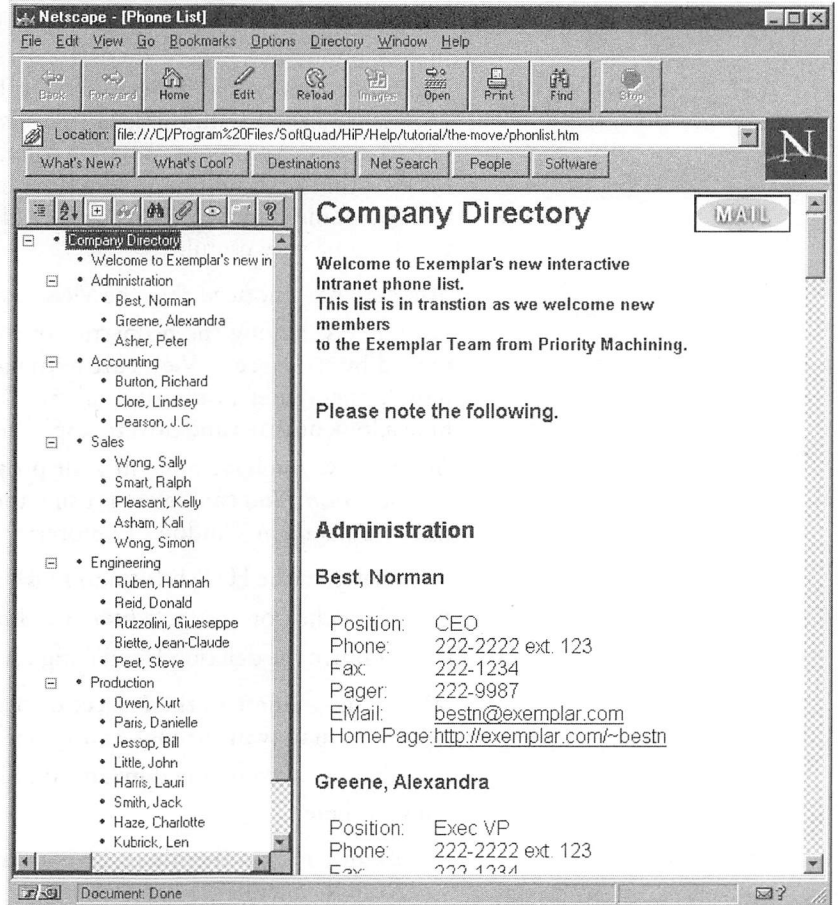 Netscape - [Phone List]
File Edit View Go Bookmarks Options Directory Window Help
Back Forward Home Edit Reload Images Open Print Find Stop
Location: file:///C|/Program%20Files/SoftQuad/HiP/Help/tutorial/the-move/phonlist.htm
N
What's New? What's Cool? Destinations Net Search People Software
Company Directory
Welcome to Exemplar's new in
Administration
Best, Norman
Greene, Alexandra
Asher, Peter
Accounting
Burton, Richard
Clore, Lindsey
Pearson, J.C.
Sales
Wong, Sally
Smart, Ralph
Pleasant, Kelly
Asham, Kali
Wong, Simon
Engineering
Ruben, Hannah
Reid, Donald
Ruzzolini, Giueseppe
Biette, Jean-Claude
Peet, Steve
Production
Owen, Kurt
Paris, Danielle
Jessop, Bill
Little, John
Harris, Lauri
Smith, Jack
Haze, Charlotte
Kubrick, Len
Company Directory
MAIL
Welcome to Exemplar's new interactive
Intranet phone list.
This list is in transtion as we welcome new
members
to the Exemplar Team from Priority Machining.
Please note the following.
Administration
Best, Norman
Position: CEO
Phone: 222-2222 ext. 123
Fax: 222-1234
Pager: 222-9987
EMail: bestn@exemplar.com
HomePage: http://exemplar.com/~bestn
Greene, Alexandra
Position: Exec VP
Phone: 222-2222 ext. 123
Fax: 222-1234
Document: Done